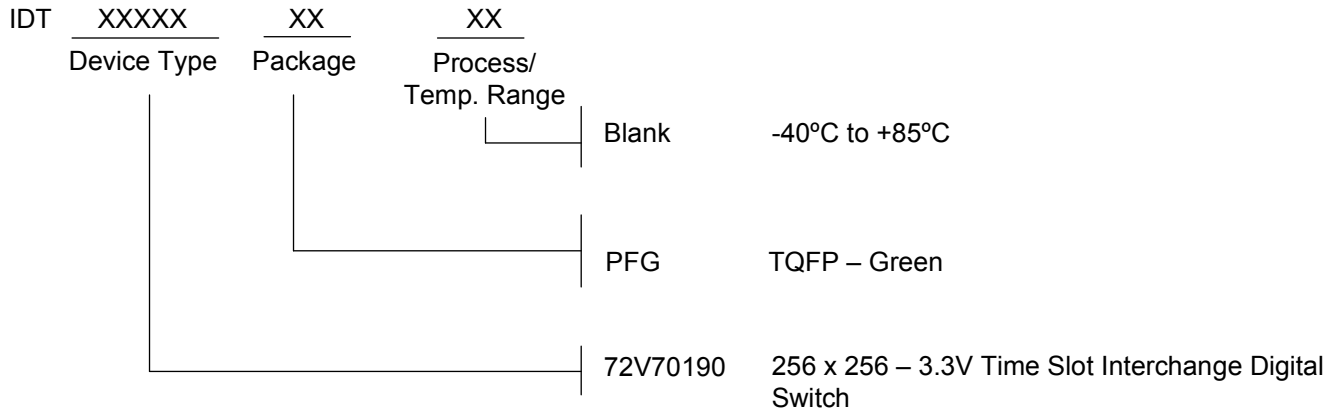 IDT XXXXX XX XX
Device Type Package Process/
Temp. Range
Blank -40ºC to +85ºC
PFG TQFP – Green
72V70190 256 x 256 – 3.3V Time Slot Interchange Digital
Switch